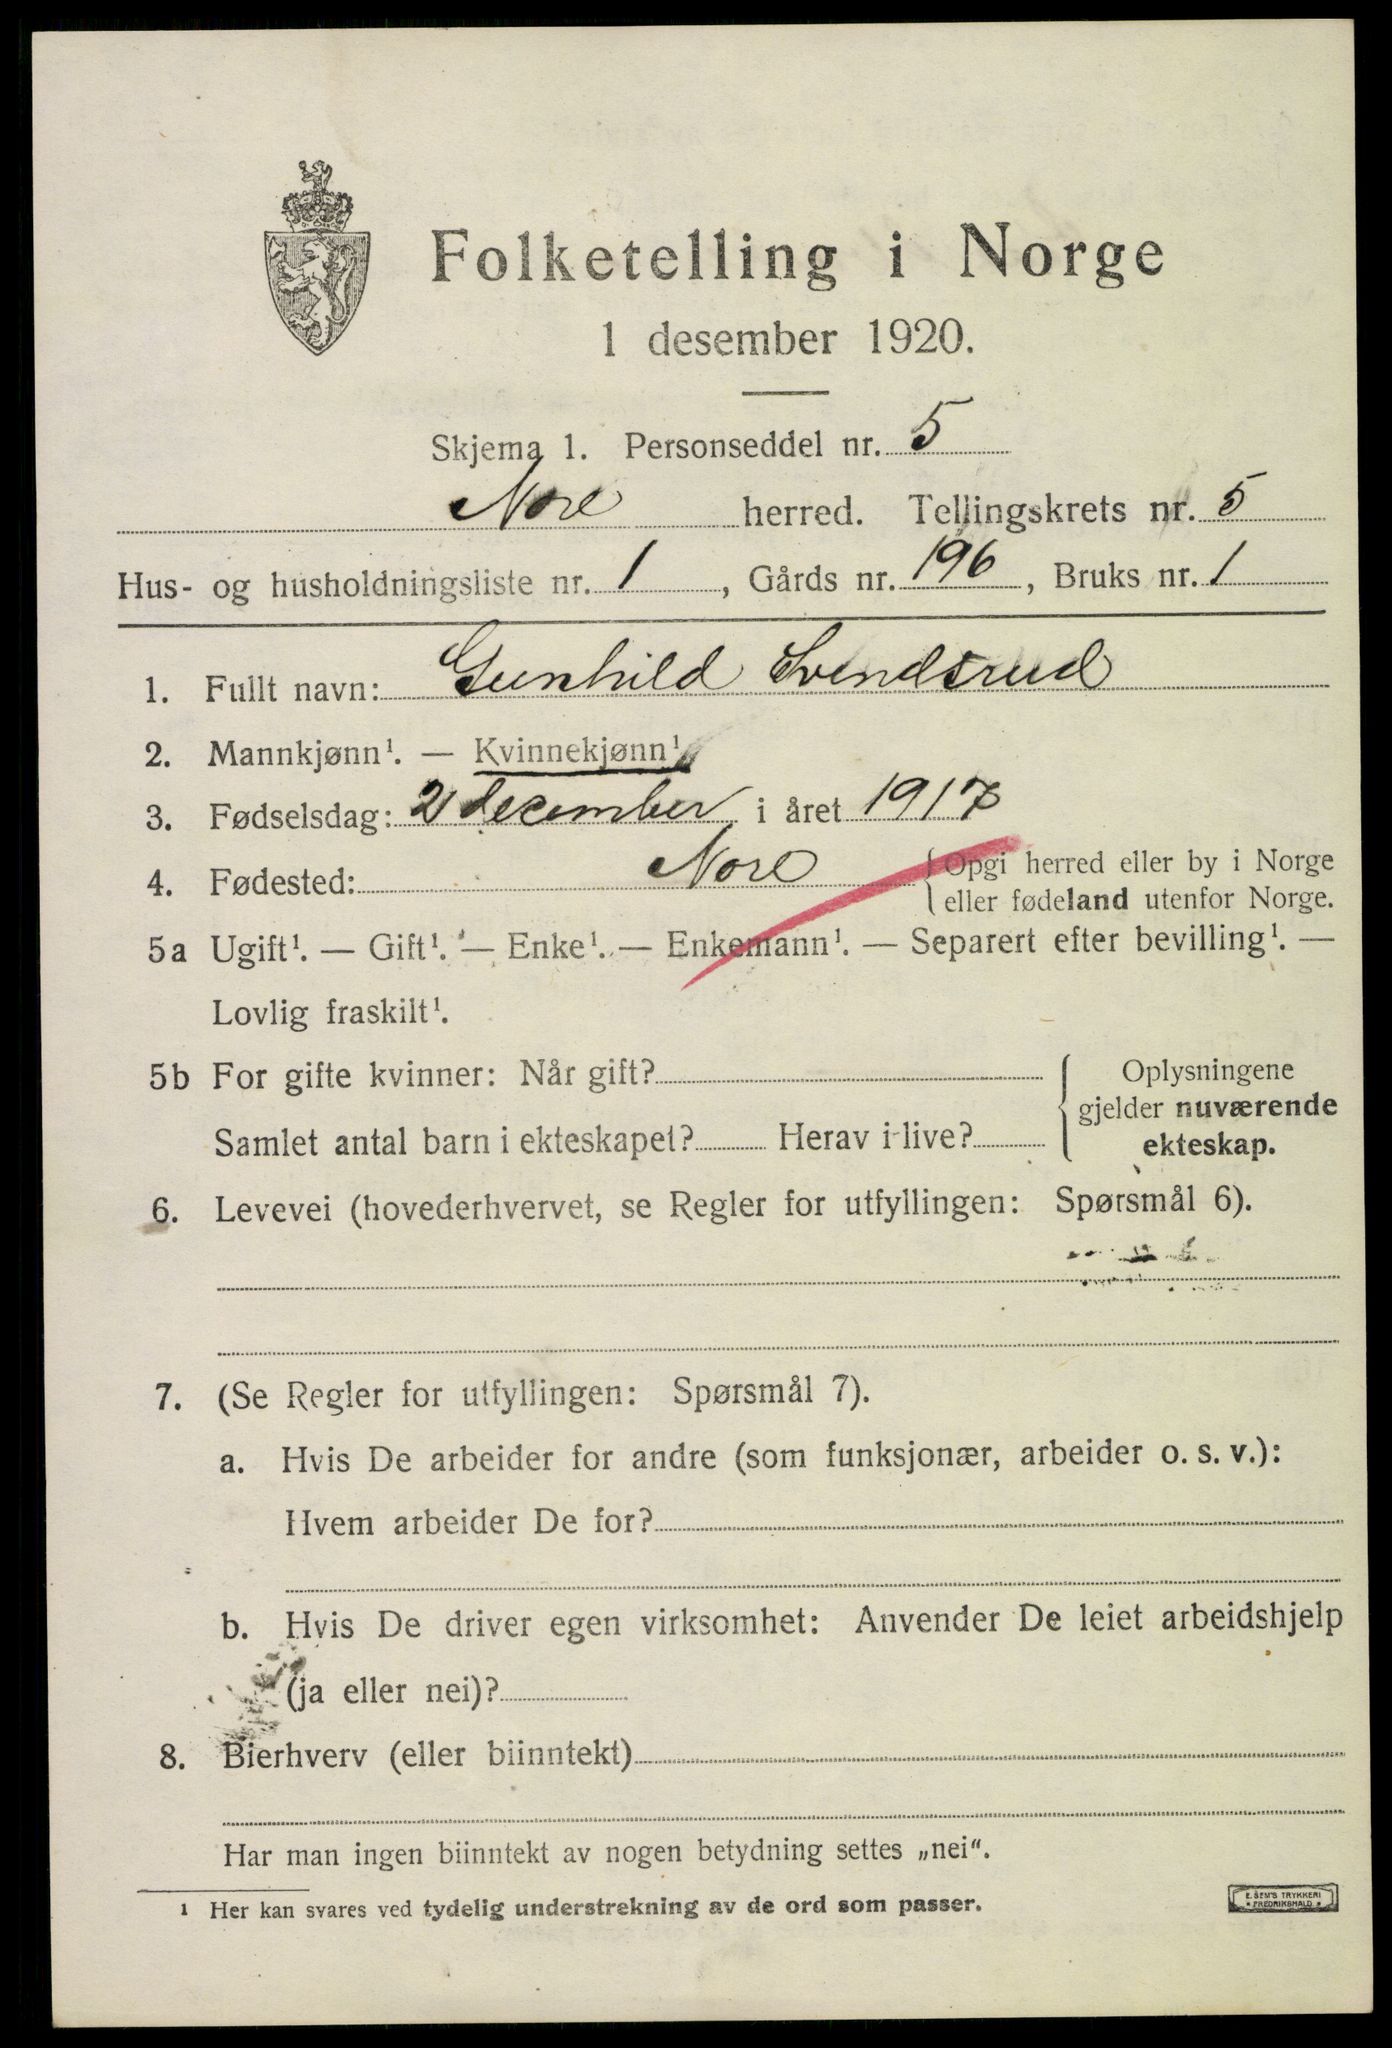 Folketelling i Norge
1 desember 1920.
Skjema 1. Personseddel nr. 5
Nore herred. Tellingskrets nr. 5
Hus- og husholdningsliste nr. 1, Gårds nr. 196, Bruks nr. 1
1. Fullt navn: Gunhild Svendsrud
2. Mannkjønn¹. — Kvinnekjønn¹
3. Fødselsdag: 2 december i året 1917
4. Fødested: Nore { Opgi herred eller by i Norge
eller fødeland utenfor Norge.
5a Ugift¹. — Gift¹. — Enke¹. — Enkemann¹. — Separert efter bevilling¹. —
Lovlig fraskilt¹.
5b For gifte kvinner: Når gift? { Oplysningene
gjelder nuværende
Samlet antal barn i ekteskapet? Herav i live? ekteskap.
6. Levevei (hovederhvervet, se Regler for utfyllingen: Spørsmål 6).
7. (Se Regler for utfyllingen: Spørsmål 7).
a. Hvis De arbeider for andre (som funksjonær, arbeider o. s. v.):
Hvem arbeider De for?
b. Hvis De driver egen virksomhet: Anvender De leiet arbeidshjelp
(ja eller nei)?
8. Bierhverv (eller biinntekt)
Har man ingen biinntekt av nogen betydning settes „nei“.
¹ Her kan svares ved tydelig understrekning av de ord som passer.
E. SEM'S TRYKKERI
* FREDRIKSHALD *